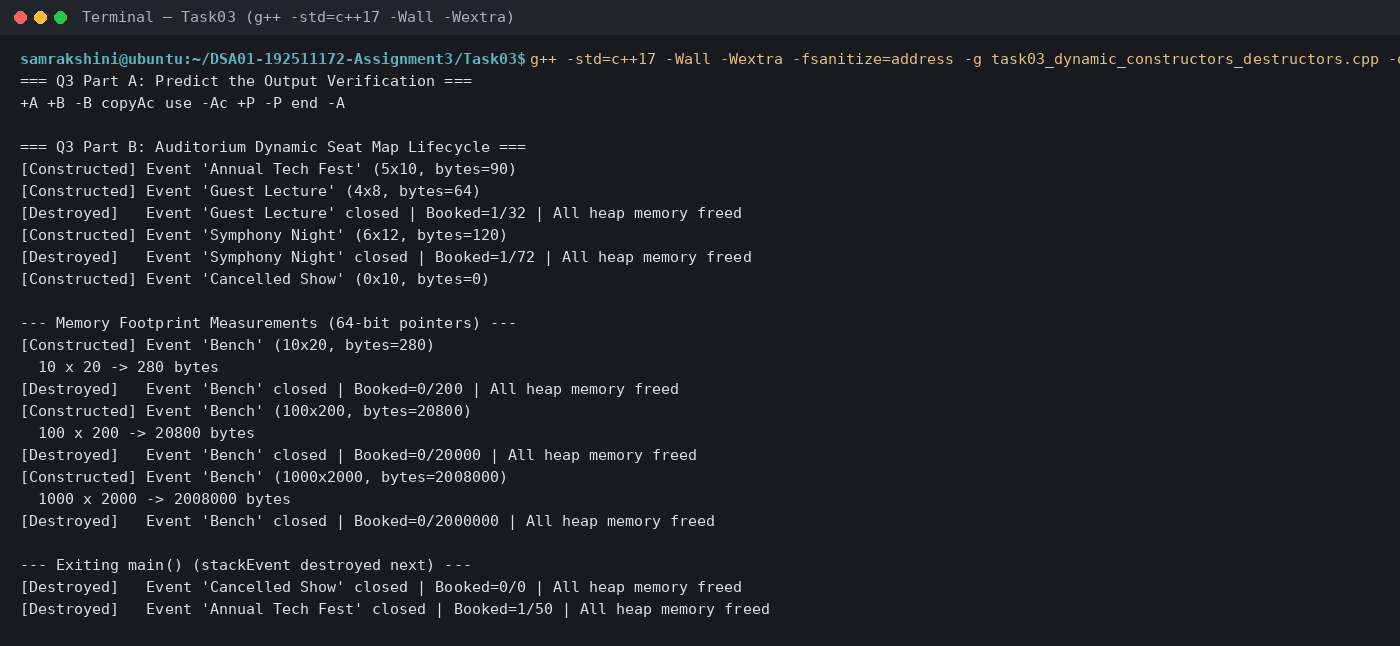 Terminal — Task03 (g++ -std=c++17 -Wall -Wextra)
samrakshini@ubuntu:~/DSA01-192511172-Assignment3/Task03$ g++ -std=c++17 -Wall -Wextra -fsanitize=address -g task03_dynamic_constructors_destructors.cpp
=== Q3 Part A: Predict the Output Verification ===
+A +B -B copyAc use -Ac +P -P end -A
=== Q3 Part B: Auditorium Dynamic Seat Map Lifecycle ===
[Constructed] Event 'Annual Tech Fest' (5x10, bytes=90)
[Constructed] Event 'Guest Lecture' (4x8, bytes=64)
[Destroyed]   Event 'Guest Lecture' closed | Booked=1/32 | All heap memory freed
[Constructed] Event 'Symphony Night' (6x12, bytes=120)
[Destroyed]   Event 'Symphony Night' closed | Booked=1/72 | All heap memory freed
[Constructed] Event 'Cancelled Show' (0x10, bytes=0)
--- Memory Footprint Measurements (64-bit pointers) ---
[Constructed] Event 'Bench' (10x20, bytes=280)
  10 x 20 -> 280 bytes
[Destroyed]   Event 'Bench' closed | Booked=0/200 | All heap memory freed
[Constructed] Event 'Bench' (100x200, bytes=20800)
  100 x 200 -> 20800 bytes
[Destroyed]   Event 'Bench' closed | Booked=0/20000 | All heap memory freed
[Constructed] Event 'Bench' (1000x2000, bytes=2008000)
  1000 x 2000 -> 2008000 bytes
[Destroyed]   Event 'Bench' closed | Booked=0/2000000 | All heap memory freed
--- Exiting main() (stackEvent destroyed next) ---
[Destroyed]   Event 'Cancelled Show' closed | Booked=0/0 | All heap memory freed
[Destroyed]   Event 'Annual Tech Fest' closed | Booked=1/50 | All heap memory freed